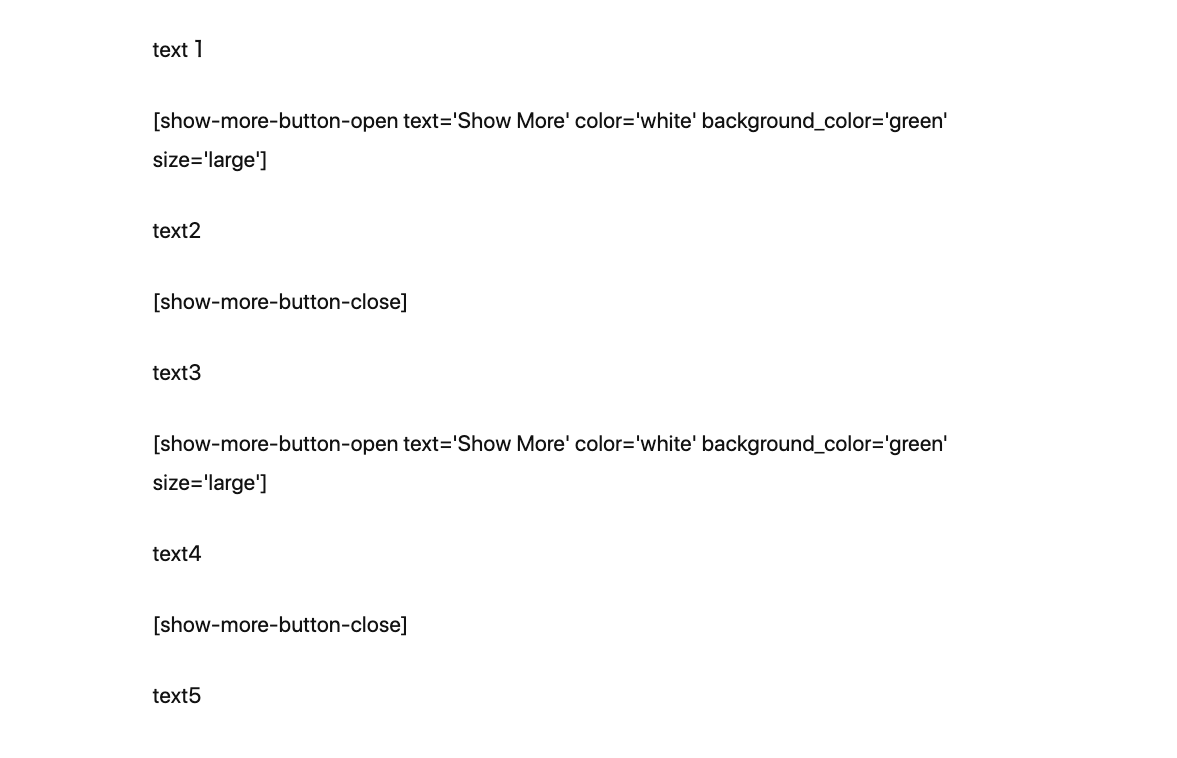 text 1
[show-more-button-open text='Show More' color='white' background_color='green'
size='large']
text2
[show-more-button-close]
text3
[show-more-button-open text='Show More' color='white' background_color='green'
size='large']
text4
[show-more-button-close]
text5